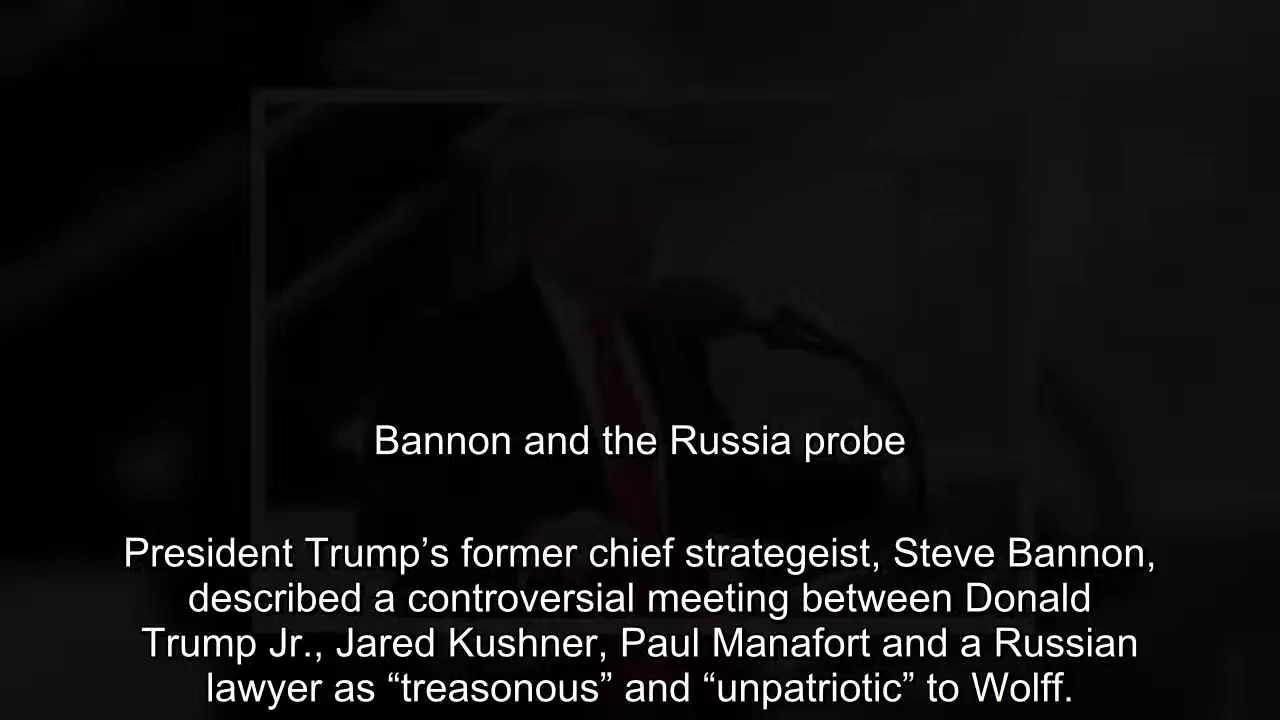 Bannon and the Russia probe
President Trump’s former chief strategeist, Steve Bannon,
described a controversial meeting between Donald
Trump Jr., Jared Kushner, Paul Manafort and a Russian
lawyer as “treasonous” and “unpatriotic” to Wolff.